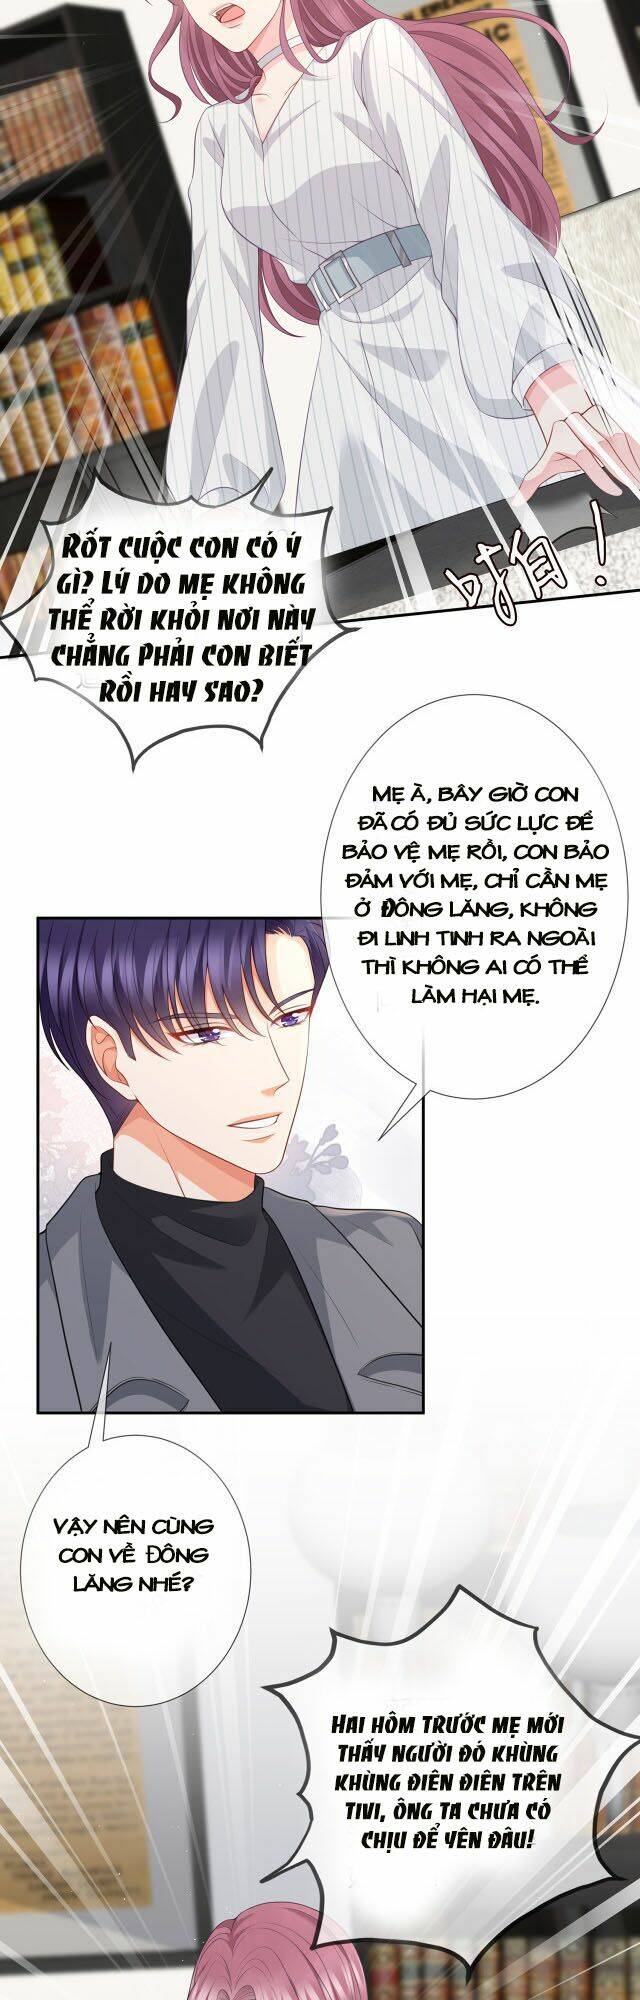 RỐT CUỘC CON CÓ Ý
GÌ? LÝ DO MẸ KHÔNG
THỂ RỜI KHỎI NƠI NÀY
CHẲNG PHẢI CON BIẾT
RỒI HAY SAO?
啪!
MẸ À, BÂY GIỜ CON
ĐÃ CÓ ĐỦ SỨC LỰC ĐỂ
BẢO VỆ MẸ RỒI, CON BẢO
ĐẢM VỚI MẸ, CHỈ CẦN MẸ
Ở ĐÔNG LĂNG, KHÔNG
ĐI LINH TINH RA NGOÀI
THÌ KHÔNG AI CÓ THỂ
LÀM HẠI MẸ.
VẬY NÊN CÙNG
CON VỀ ĐÔNG
LĂNG NHÉ?
HAI HÔM TRƯỚC MẸ MỚI
THẤY NGƯỜI ĐÓ KHÙNG
KHÙNG ĐIÊN ĐIÊN TRÊN
TIVI, ÔNG TA CHƯA CÓ
CHỊU ĐỂ YÊN ĐÂU!